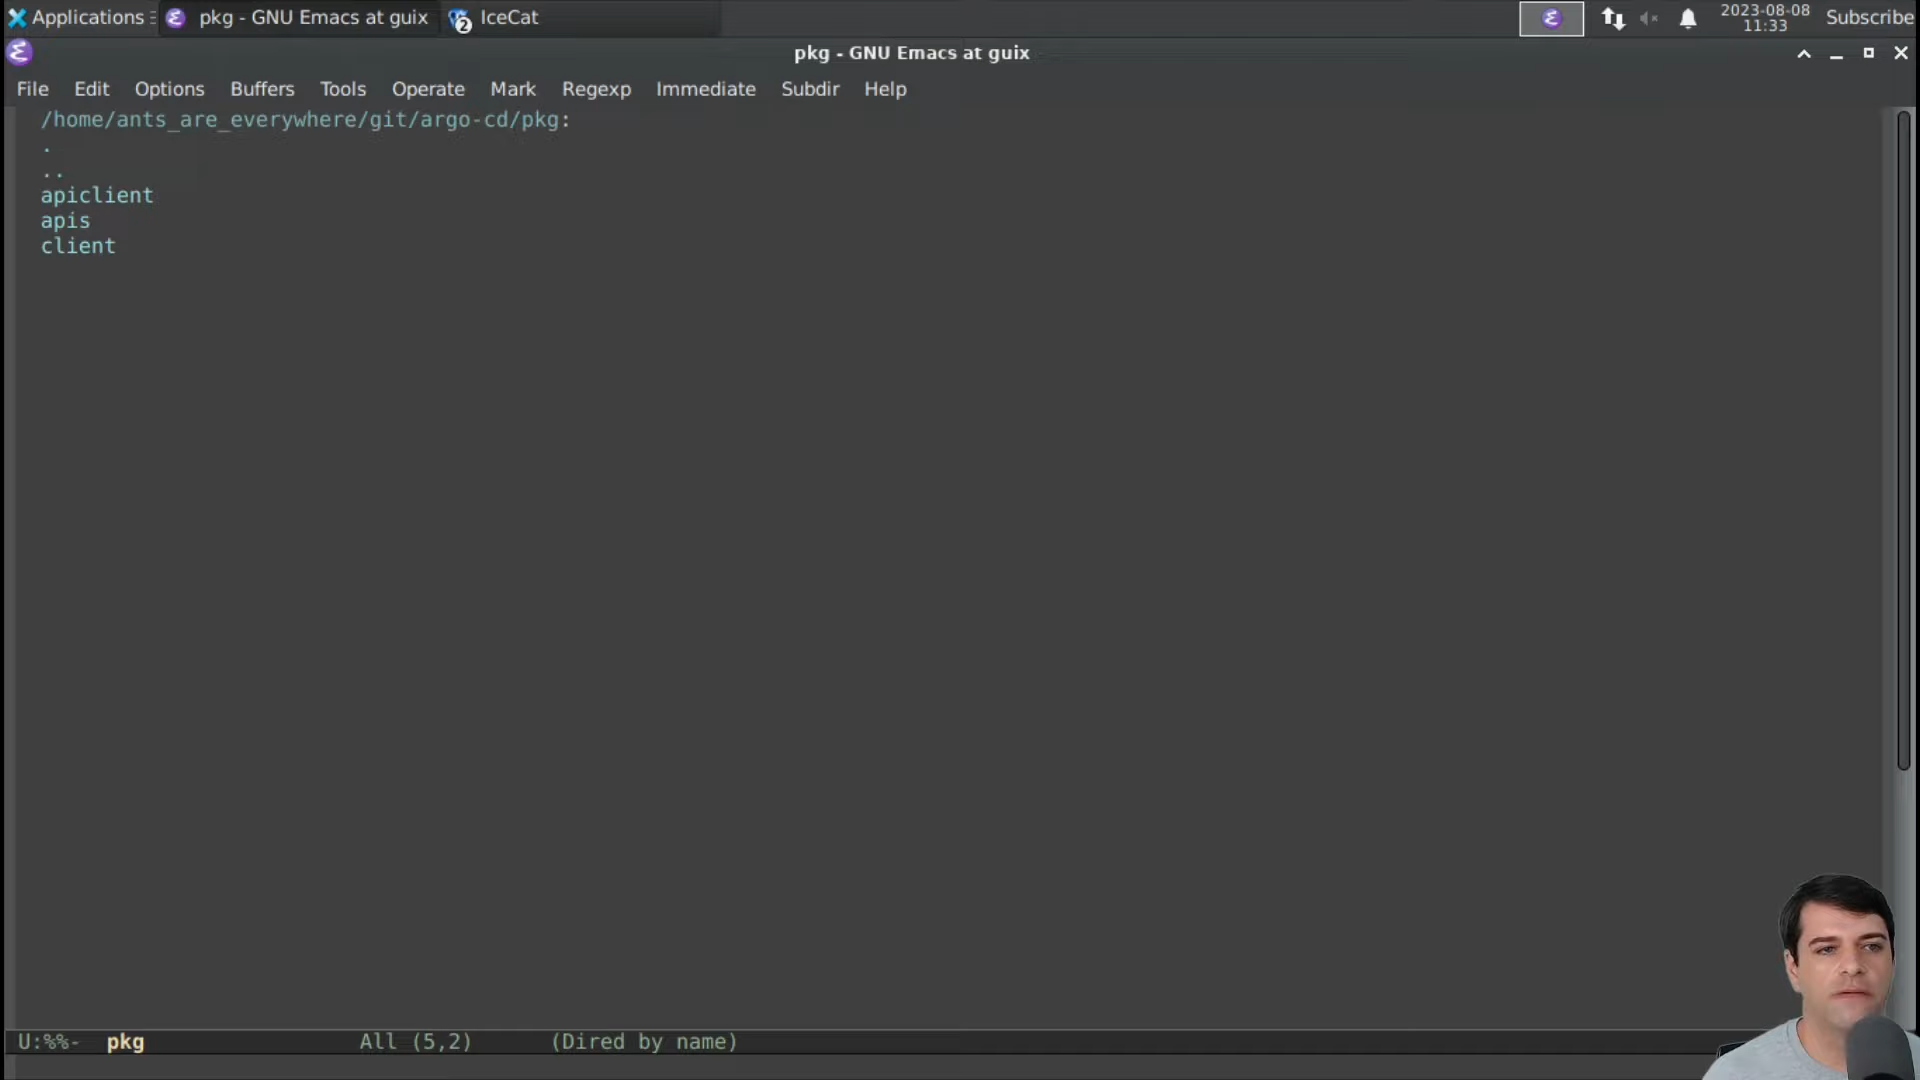 Applications pkg - GNU Emacs at guix 2 IceCat 2023-08-08 Subscribe
11:33
pkg - GNU Emacs at guix
File Edit Options Buffers Tools Operate Mark Regexp Immediate Subdir Help
/home/ants_are_everywhere/git/argo-cd/pkg:
.
..
apiclient
apis
client
U:%%- pkg All (5,2) (Dired by name)